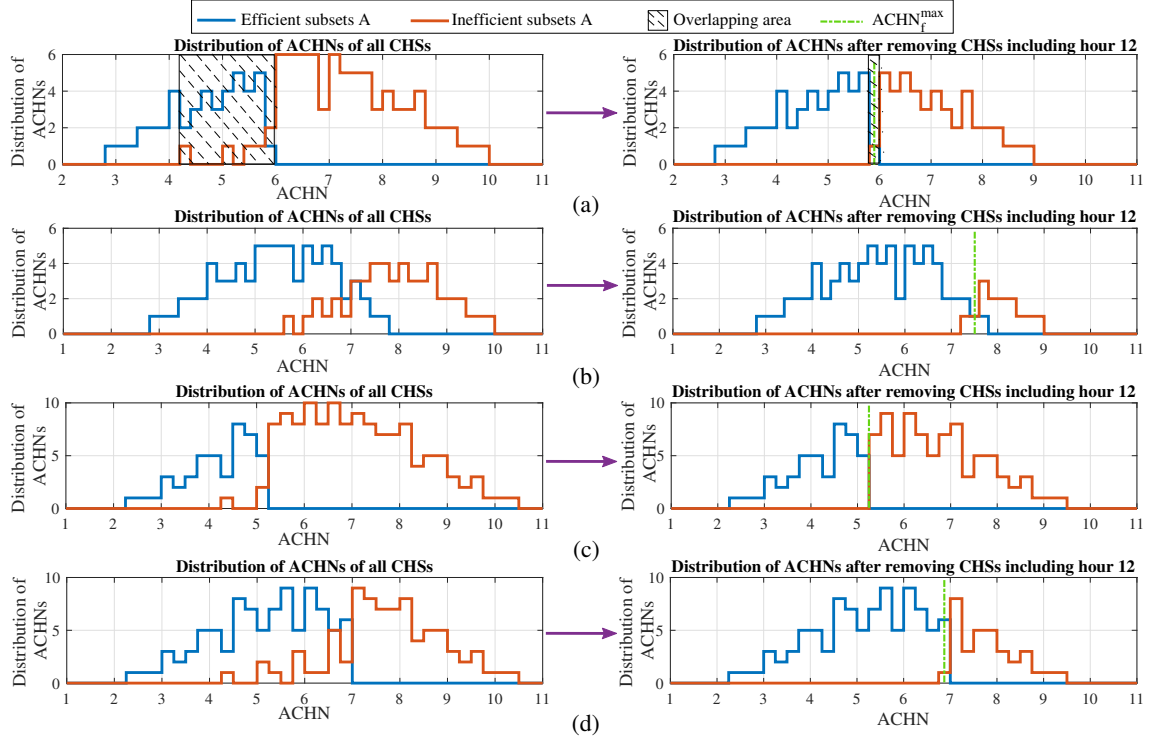 Efficient subsets A Inefficient subsets A Overlapping area ACHN_f^max
Distribution of ACHNs of all CHSs Distribution of ACHNs after removing CHSs including hour 12
Distribution of
ACHNs
6
4
2
0
2 3 4 5 6 7 8 9 10 11
ACHN
Distribution of
ACHNs
6
4
2
0
2 3 4 5 6 7 8 9 10 11
ACHN
(a)
Distribution of ACHNs of all CHSs Distribution of ACHNs after removing CHSs including hour 12
Distribution of
ACHNs
6
4
2
0
1 2 3 4 5 6 7 8 9 10 11
ACHN
Distribution of
ACHNs
6
4
2
0
1 2 3 4 5 6 7 8 9 10 11
ACHN
(b)
Distribution of ACHNs of all CHSs Distribution of ACHNs after removing CHSs including hour 12
Distribution of
ACHNs
10
5
0
1 2 3 4 5 6 7 8 9 10 11
ACHN
Distribution of
ACHNs
10
5
0
1 2 3 4 5 6 7 8 9 10 11
ACHN
(c)
Distribution of ACHNs of all CHSs Distribution of ACHNs after removing CHSs including hour 12
Distribution of
ACHNs
10
5
0
1 2 3 4 5 6 7 8 9 10 11
ACHN
Distribution of
ACHNs
10
5
0
1 2 3 4 5 6 7 8 9 10 11
ACHN
(d)